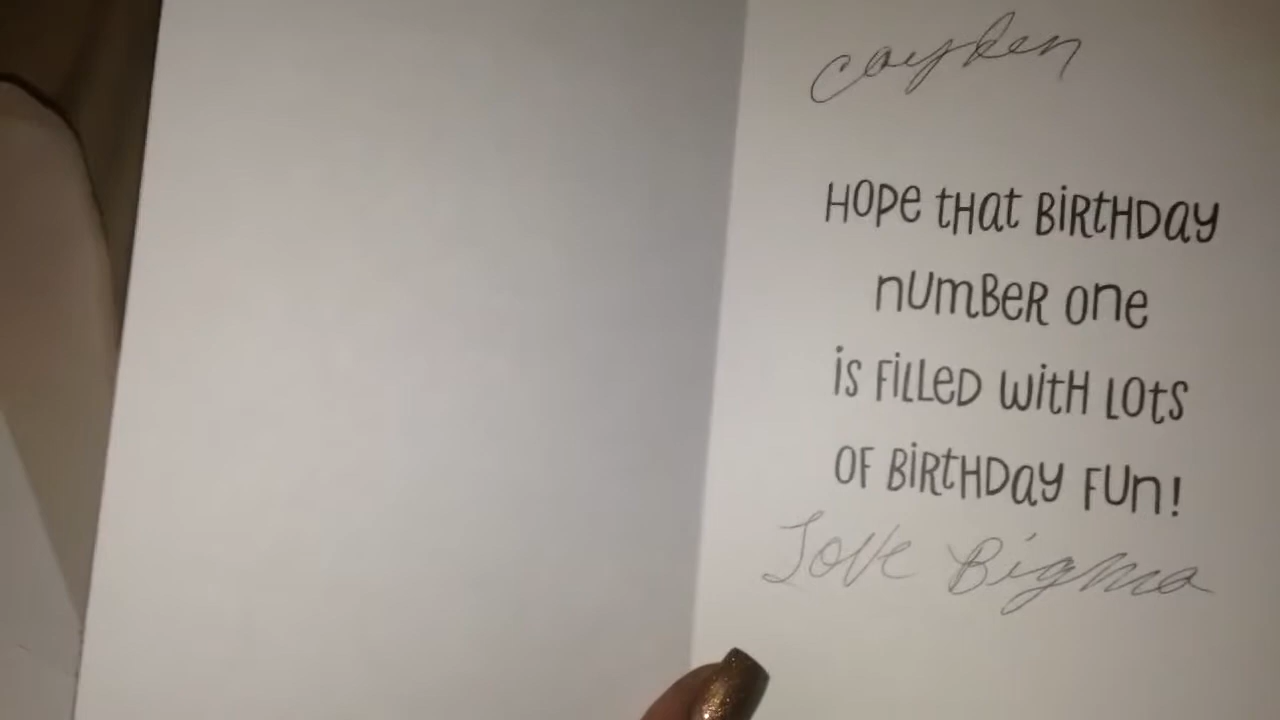 Cayden
HOPE tHat BiRtHDay
numBeR one
is FiLLeD witH Lots
OF BiRtHDay Fun!
Love Bigma